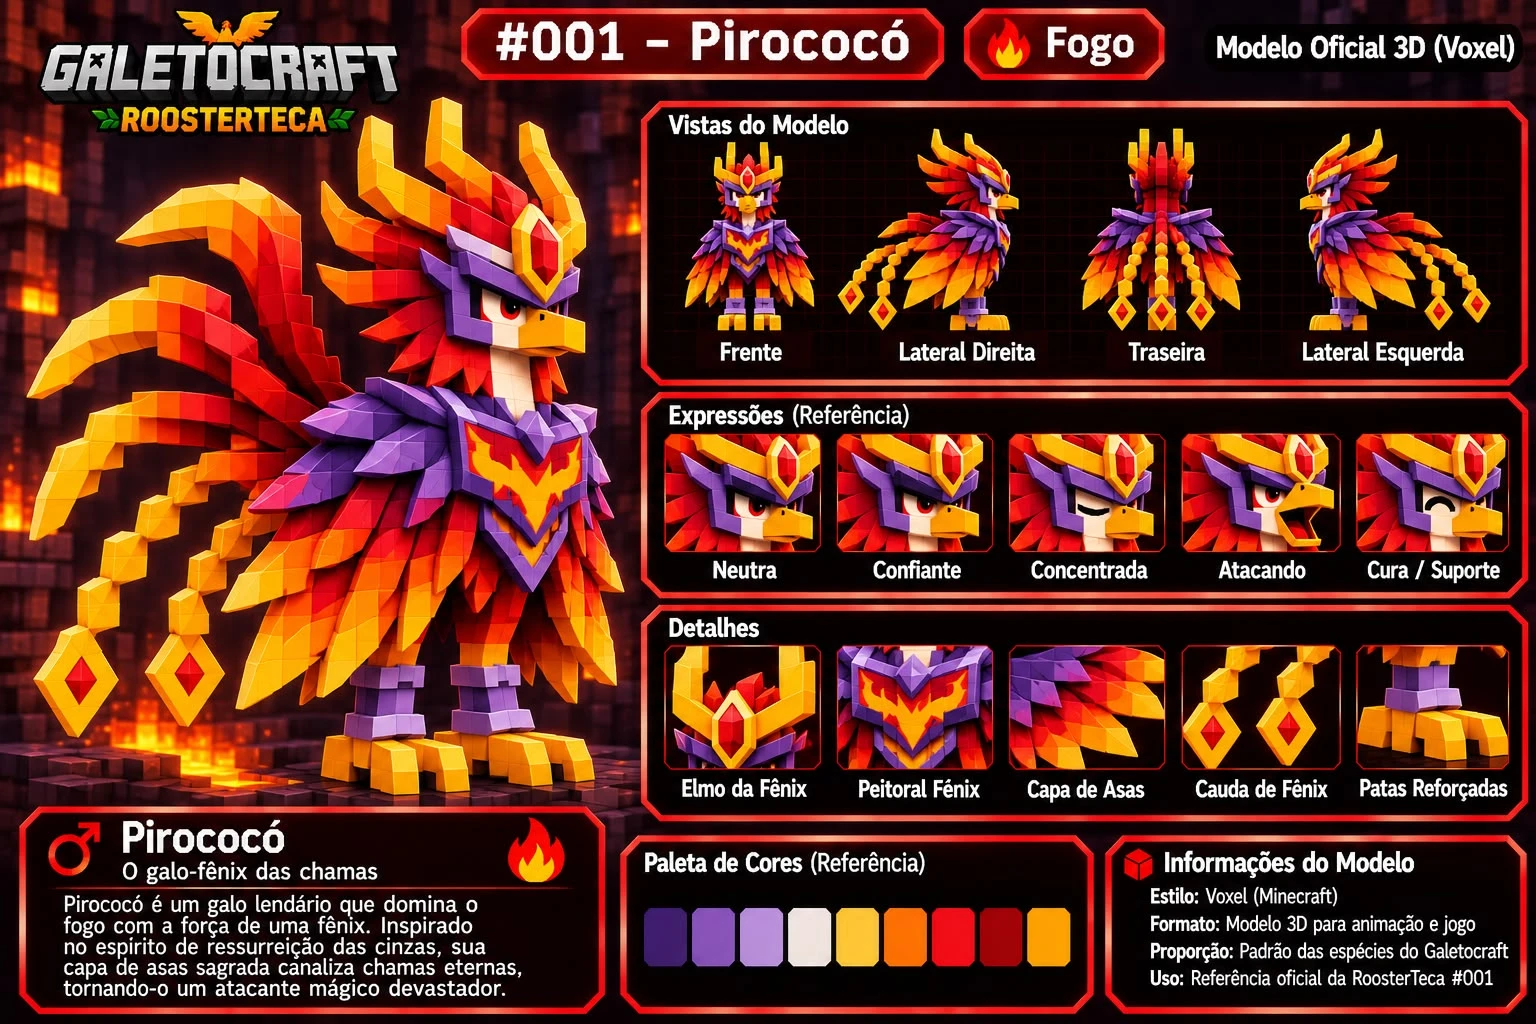 GALETOCRAFT
ROOSTERTECA
#001 - Pirococó
Fogo
Modelo Oficial 3D (Voxel)
Vistas do Modelo
Frente
Lateral Direita
Traseira
Lateral Esquerda
Expressões (Referência)
Neutra
Confiante
Concentrada
Atacando
Cura / Suporte
Detalhes
Elmo da Fênix
Peitoral Fénix
Capa de Asas
Cauda de Fênix
Patas Reforçadas
Pirococó
O galo-fênix das chamas
Pirococó é um galo lendário que domina o
fogo com a força de uma fênix. Inspirado
no espírito de ressurreição das cinzas, sua
capa de asas sagrada canaliza chamas eternas,
tornando-o um atacante mágico devastador.
Paleta de Cores (Referência)
Informações do Modelo
Estilo: Voxel (Minecraft)
Formato: Modelo 3D para animação e jogo
Proporção: Padrão das espécies do Galetocraft
Uso: Referência oficial da RoosterTeca #001